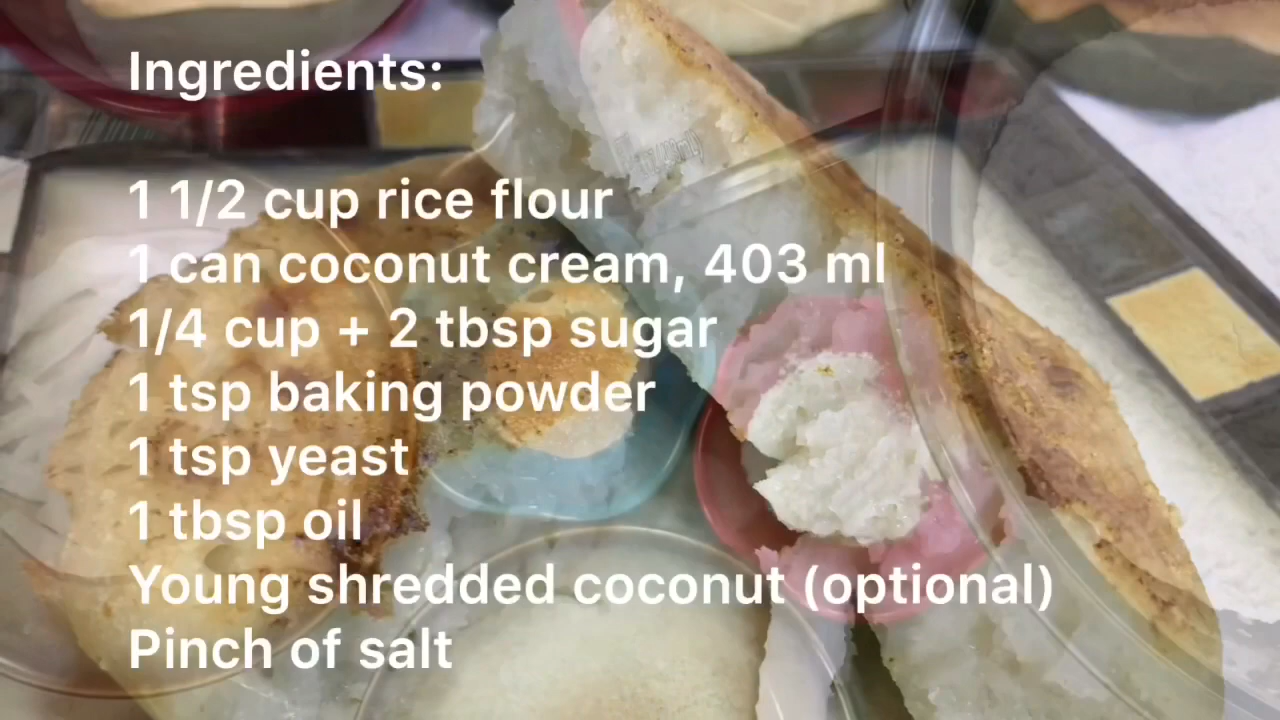 Ingredients:
1 1/2 cup rice flour
1 can coconut cream, 403 ml
1/4 cup + 2 tbsp sugar
1 tsp baking powder
1 tsp yeast
1 tbsp oil
Young shredded coconut (optional)
Pinch of salt